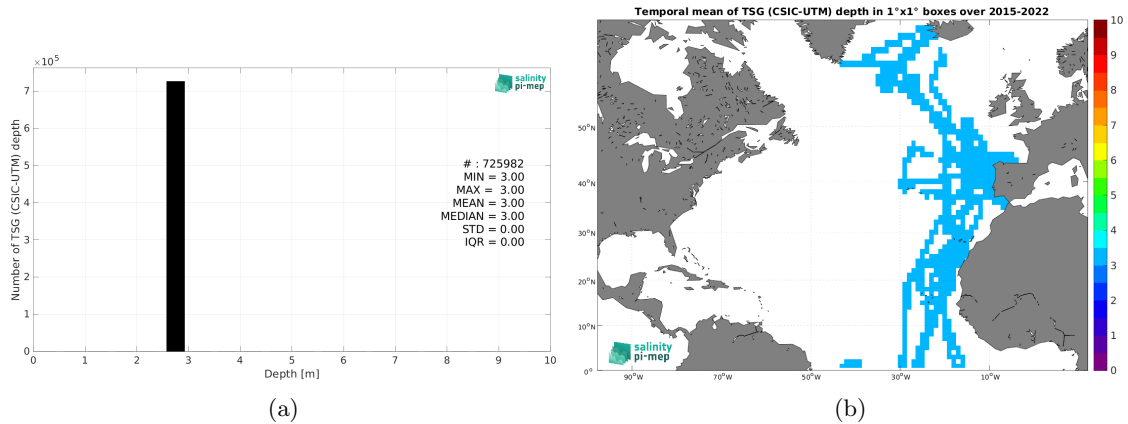 Temporal mean of TSG (CSIC-UTM) depth in 1°x1° boxes over 2015-2022
×10⁵
7
6
5
4
3
2
1
0
Number of TSG (CSIC-UTM) depth
salinity
pi-mep
# : 725982
MIN = 3.00
MAX = 3.00
MEAN = 3.00
MEDIAN = 3.00
STD = 0.00
IQR = 0.00
0 1 2 3 4 5 6 7 8 9 10
Depth [m]
(a)
50°N
40°N
30°N
20°N
10°N
0°
90°W 70°W 50°W 30°W 10°W
salinity
pi-mep
10
9
8
7
6
5
4
3
2
1
0
(b)